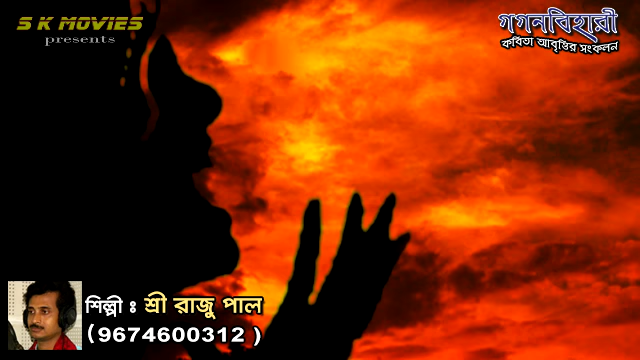 S K MOVIES
presents
গগনবিহারী
কবিতা আবৃত্তির সংকলন
শিল্পী ঃ শ্রী রাজু পাল
(9674600312 )